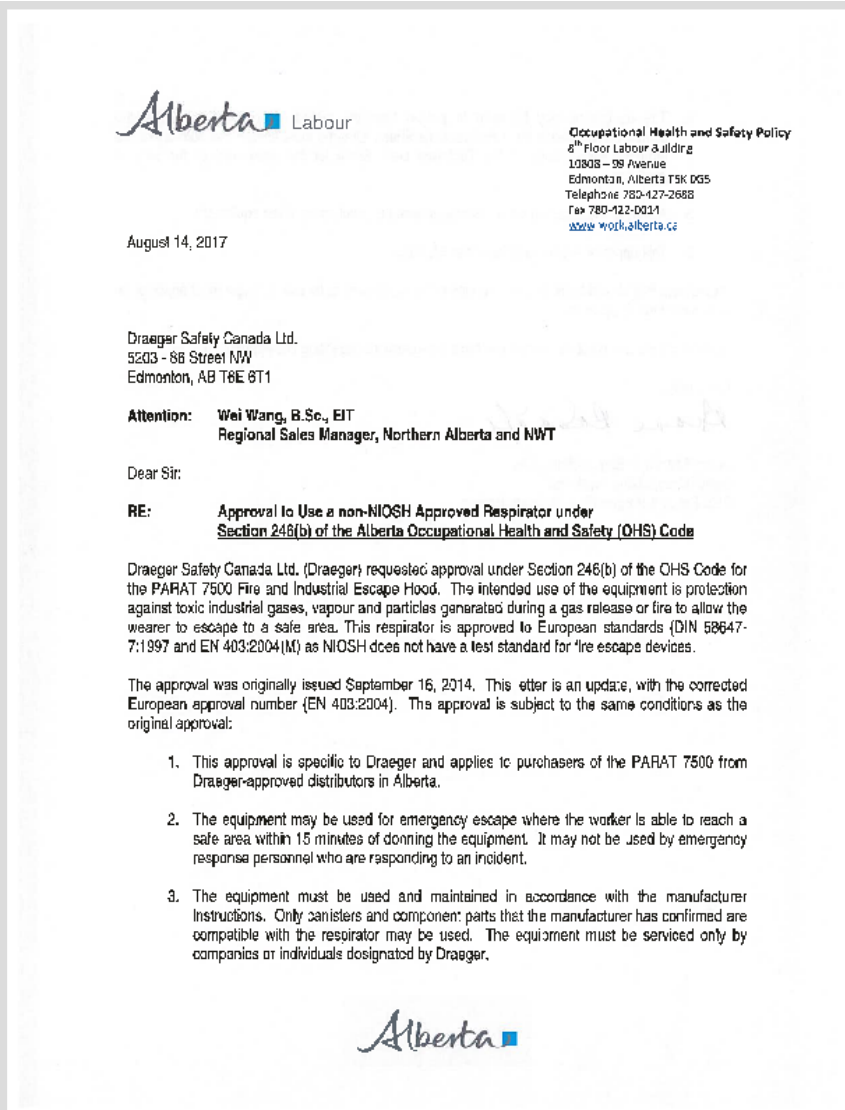 Alberta Labour
Occupational Health and Safety Policy
8th Floor Labour Building
10808 – 99 Avenue
Edmonton, Alberta T5K 0G5
Telephone 780-427-2688
Fax 780-422-0014
www.work.alberta.ca
August 14, 2017
Draeger Safety Canada Ltd.
5203 - 86 Street NW
Edmonton, AB T6E 6T1
Attention: Wei Wang, B.Sc., EIT
Regional Sales Manager, Northern Alberta and NWT
Dear Sir:
RE: Approval to Use a non-NIOSH Approved Respirator under
Section 246(b) of the Alberta Occupational Health and Safety (OHS) Code
Draeger Safety Canada Ltd. (Draeger) requested approval under Section 246(b) of the OHS Code for
the PARAT 7500 Fire and Industrial Escape Hood. The intended use of the equipment is protection
against toxic industrial gases, vapour and particles generated during a gas release or fire to allow the
wearer to escape to a safe area. This respirator is approved to European standards (DIN 58647-
7:1997 and EN 403:2004(M) as NIOSH does not have a test standard for fire escape devices.
The approval was originally issued September 16, 2014. This letter is an update, with the corrected
European approval number (EN 403:2004). The approval is subject to the same conditions as the
original approval:
1. This approval is specific to Draeger and applies to purchasers of the PARAT 7500 from
Draeger-approved distributors in Alberta.
2. The equipment may be used for emergency escape where the worker is able to reach a
safe area within 15 minutes of donning the equipment. It may not be used by emergency
response personnel who are responding to an incident.
3. The equipment must be used and maintained in accordance with the manufacturer
Instructions. Only canisters and component parts that the manufacturer has confirmed are
compatible with the respirator may be used. The equipment must be serviced only by
companies or individuals designated by Draeger.
Alberta